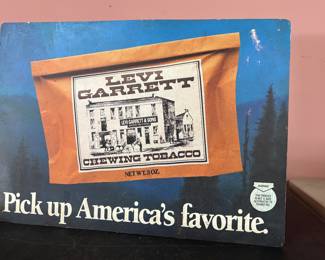 LEVI
GARRETT
LEVI GARRETT & SONS
CHEWING TOBACCO
NET WT. 3 OZ.
Pick up America's favorite.